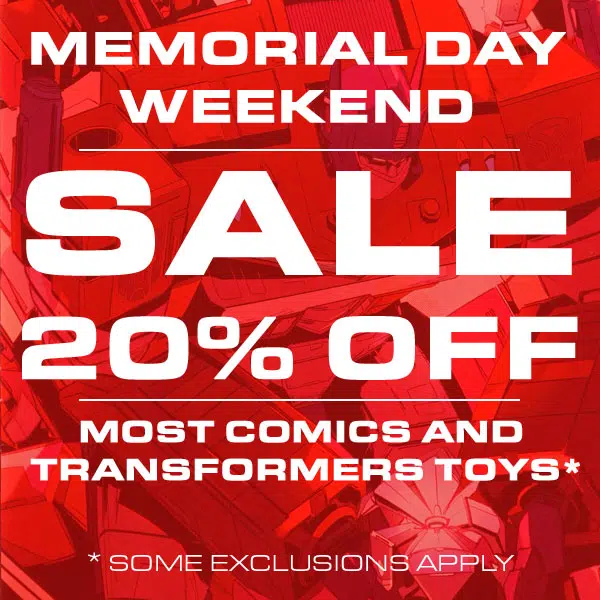 MEMORIAL DAY
WEEKEND
SALE
20% OFF
MOST COMICS AND
TRANSFORMERS TOYS*
* SOME EXCLUSIONS APPLY